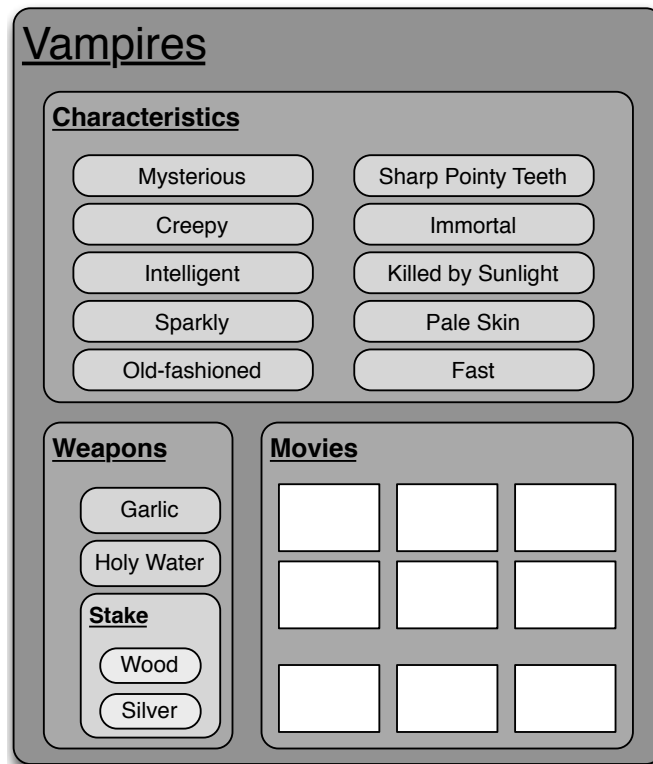 Vampires
Characteristics
Mysterious
Sharp Pointy Teeth
Creepy
Immortal
Intelligent
Killed by Sunlight
Sparkly
Pale Skin
Old-fashioned
Fast
Weapons
Garlic
Holy Water
Stake
Wood
Silver
Movies